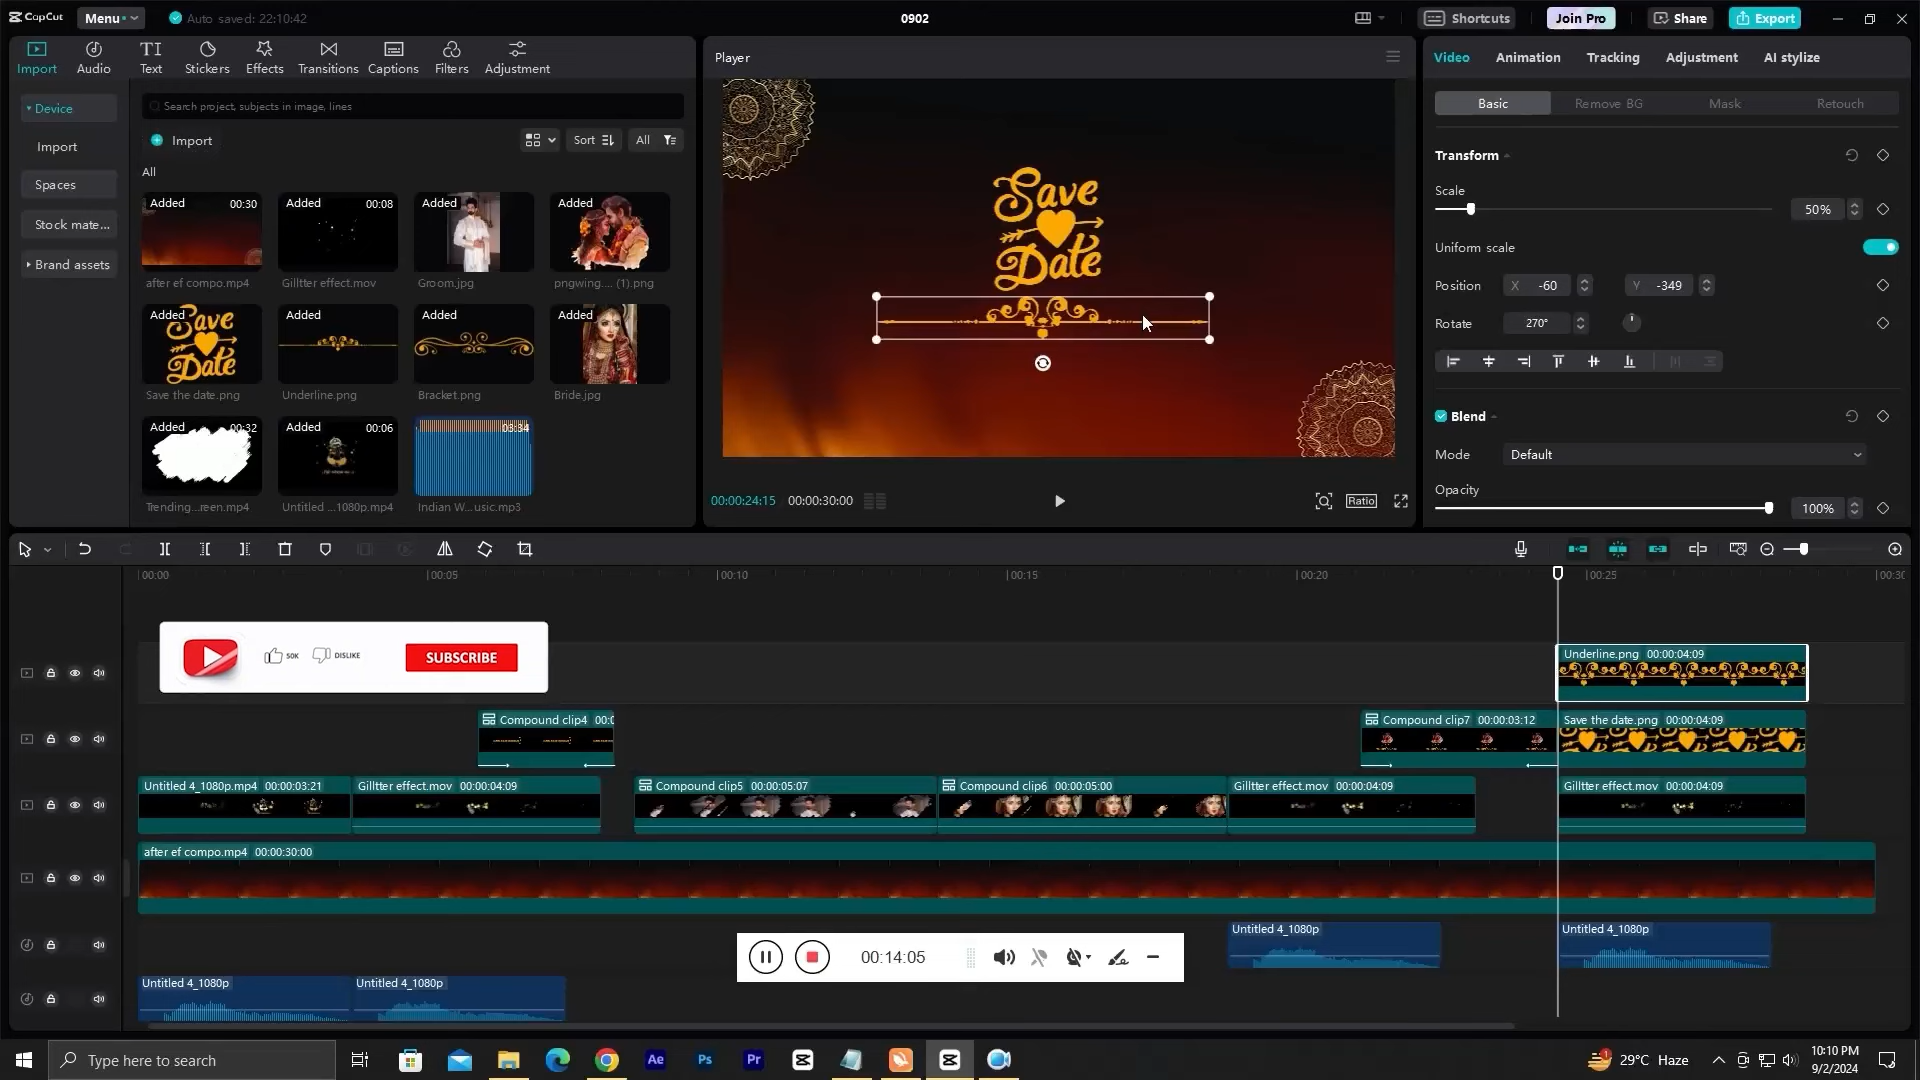 CapCut
Menu
Auto saved: 22:10:42
0902
Shortcuts
Join Pro
Share
Export
Import
Audio
Text
Stickers
Effects
Transitions
Captions
Filters
Adjustment
Device
Import
Spaces
Stock mate...
Brand assets
Search project, subjects in image, lines
Import
Sort
All
All
Added 00:30
Added 00:08
Added
Added
after ef compo.mp4
Gilltter effect.mov
Groom.jpg
pngwing.... (1).png
Added
Added
Added
Added
Save the Date
Save the date.png
Underline.png
Bracket.png
Bride.jpg
Added 00:32
Added 00:06
03:34
Trending...reen.mp4
Untitled ...1080p.mp4
Indian W...usic.mp3
Player
Save
Date
00:00:24:15 00:00:30:00
Ratio
Video
Animation
Tracking
Adjustment
AI stylize
Basic
Remove BG
Mask
Retouch
Transform
Scale
50%
Uniform scale
Position X -60 Y -349
Rotate 270°
Blend
Mode Default
Opacity
100%
00:00
00:05
00:10
00:15
00:20
00:25
50K
DISLIKE
SUBSCRIBE
Underline.png 00:00:04:09
Compound clip4
Compound clip7 00:00:03:12
Save the date.png 00:00:04:09
Untitled 4_1080p.mp4 00:00:03:21
Gilltter effect.mov 00:00:04:09
Compound clip5 00:00:05:07
Compound clip6 00:00:05:00
Gilltter effect.mov 00:00:04:09
Gilltter effect.mov 00:00:04:09
after ef compo.mp4 00:00:30:00
Untitled 4_1080p
Untitled 4_1080p
00:14:05
Untitled 4_1080p
Untitled 4_1080p
Type here to search
Ae
Ps
Pr
29°C Haze
10:10 PM
9/2/2024